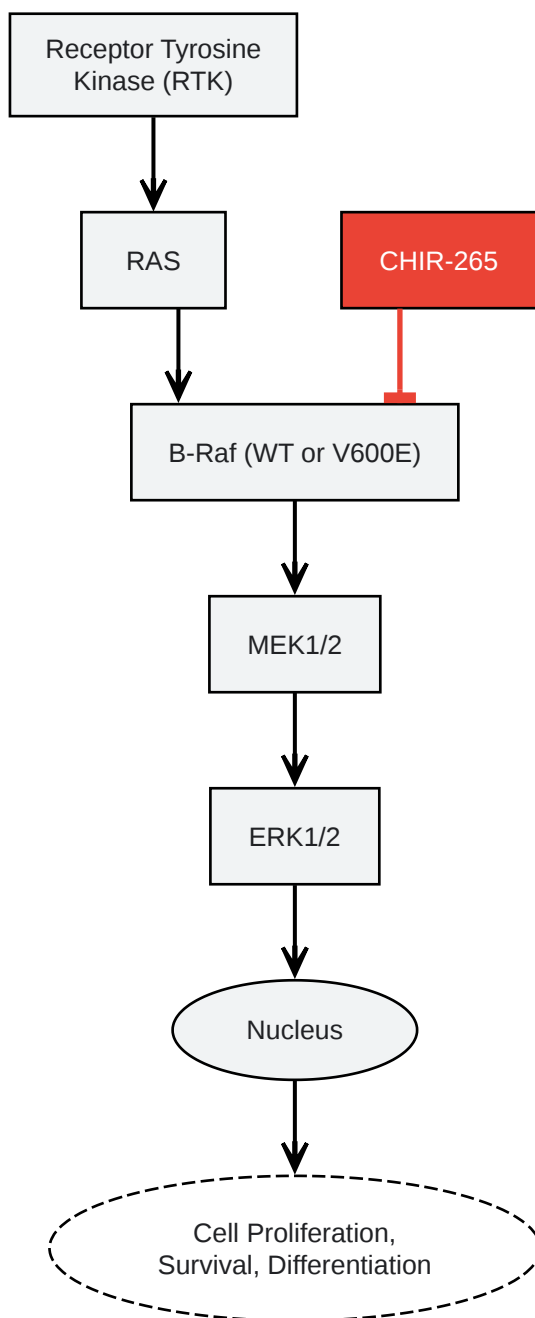 Receptor Tyrosine
Kinase (RTK)
RAS
CHIR-265
B-Raf (WT or V600E)
MEK1/2
ERK1/2
Nucleus
Cell Proliferation,
Survival, Differentiation